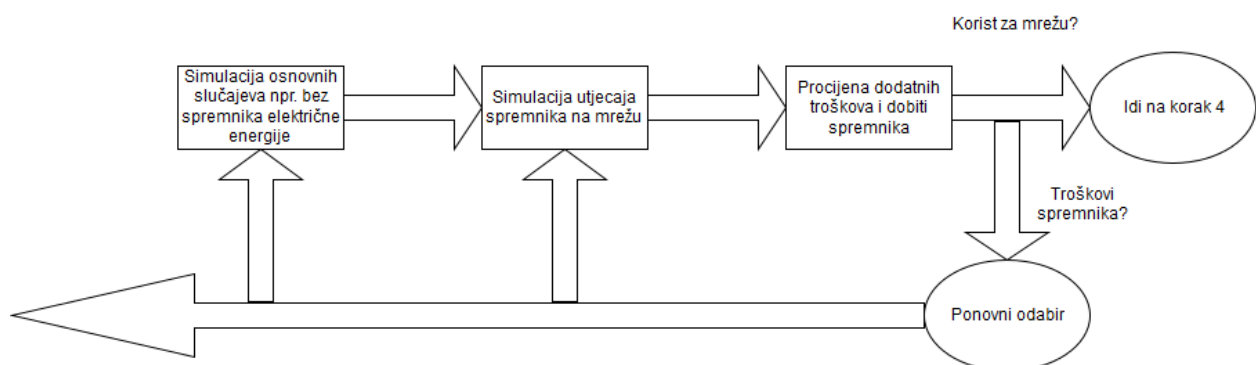 Korist za mrežu?
Simulacija osnovnih
slučajeva npr. bez
spremnika električne
energije
Simulacija utjecaja
spremnika na mrežu
Procijena dodatnih
troškova i dobiti
spremnika
Idi na korak 4
Troškovi
spremnika?
Ponovni odabir